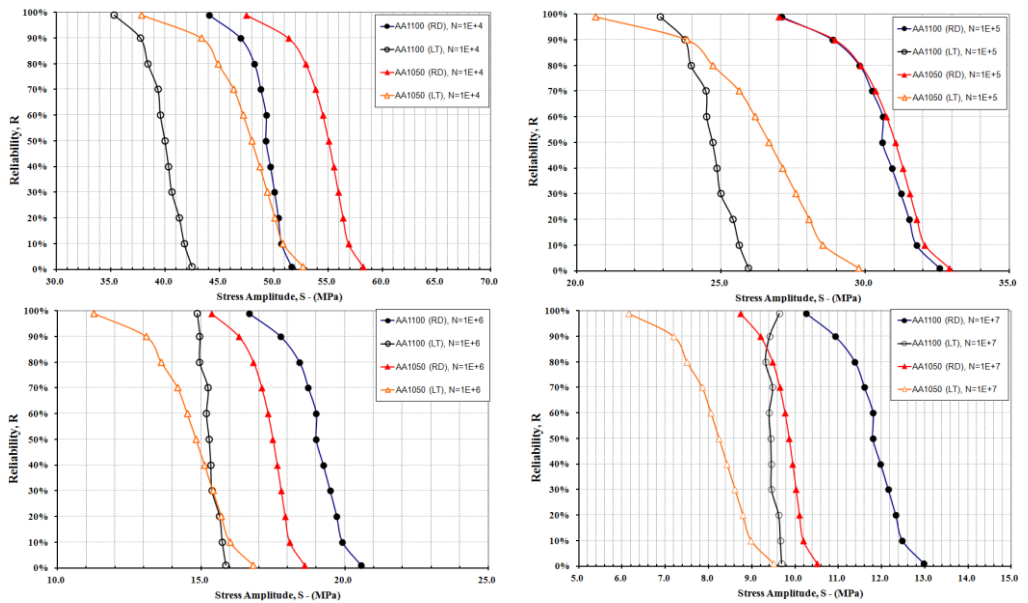 100%
90%
80%
70%
60%
50%
40%
30%
20%
10%
0%
Reliability, R
30.0 35.0 40.0 45.0 50.0 55.0 60.0 65.0 70.0
Stress Amplitude, S - (MPa)
AA1100 (RD), N=1E+4
AA1100 (LT), N=1E+4
AA1050 (RD), N=1E+4
AA1050 (LT), N=1E+4
100%
90%
80%
70%
60%
50%
40%
30%
20%
10%
0%
Reliability, R
20.0 25.0 30.0 35.0
Stress Amplitude, S - (MPa)
AA1100 (RD), N=1E+5
AA1100 (LT), N=1E+5
AA1050 (RD), N=1E+5
AA1050 (LT), N=1E+5
100%
90%
80%
70%
60%
50%
40%
30%
20%
10%
0%
Reliability, R
10.0 15.0 20.0 25.0
Stress Amplitude, S - (MPa)
AA1100 (RD), N=1E+6
AA1100 (LT), N=1E+6
AA1050 (RD), N=1E+6
AA1050 (LT), N=1E+6
100%
90%
80%
70%
60%
50%
40%
30%
20%
10%
0%
Reliability, R
5.0 6.0 7.0 8.0 9.0 10.0 11.0 12.0 13.0 14.0 15.0
Stress Amplitude, S - (MPa)
AA1100 (RD), N=1E+7
AA1100 (LT), N=1E+7
AA1050 (RD), N=1E+7
AA1050 (LT), N=1E+7